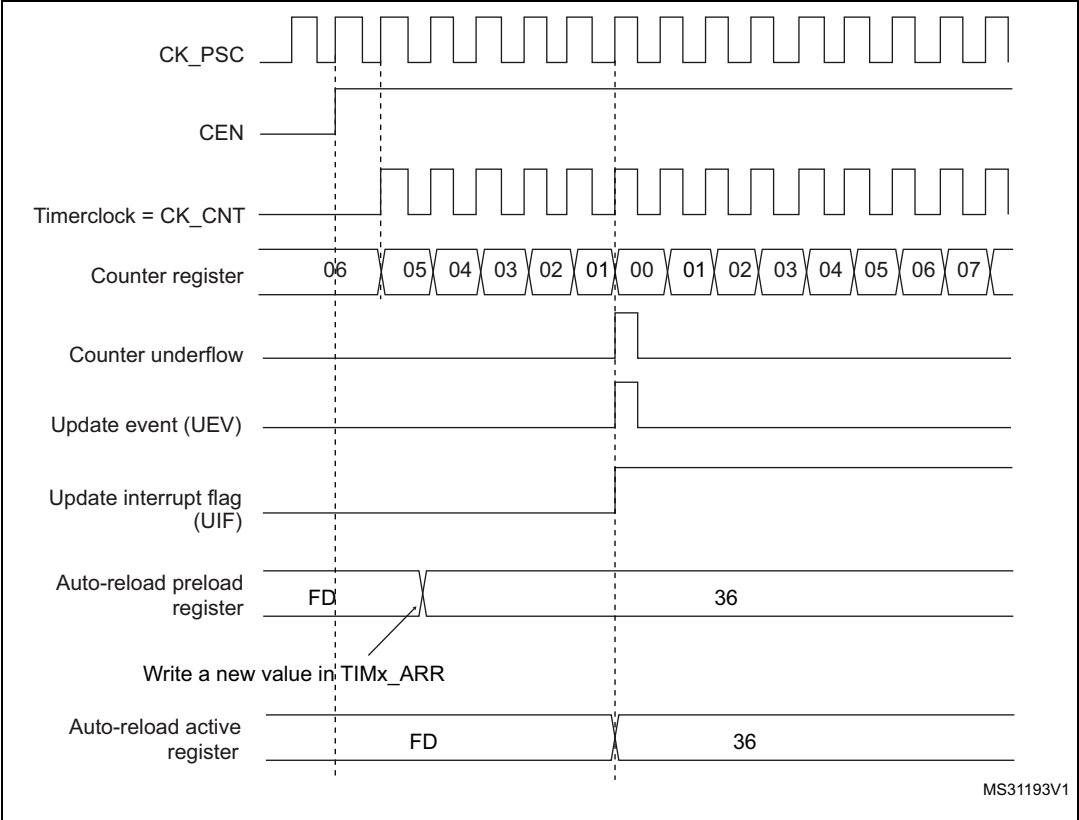 CK_PSC
CEN
Timerclock = CK_CNT
Counter register
06 05 04 03 02 01 00 01 02 03 04 05 06 07
Counter underflow
Update event (UEV)
Update interrupt flag
(UIF)
Auto-reload preload
register
FD 36
Write a new value in TIMx_ARR
Auto-reload active
register
FD 36
MS31193V1